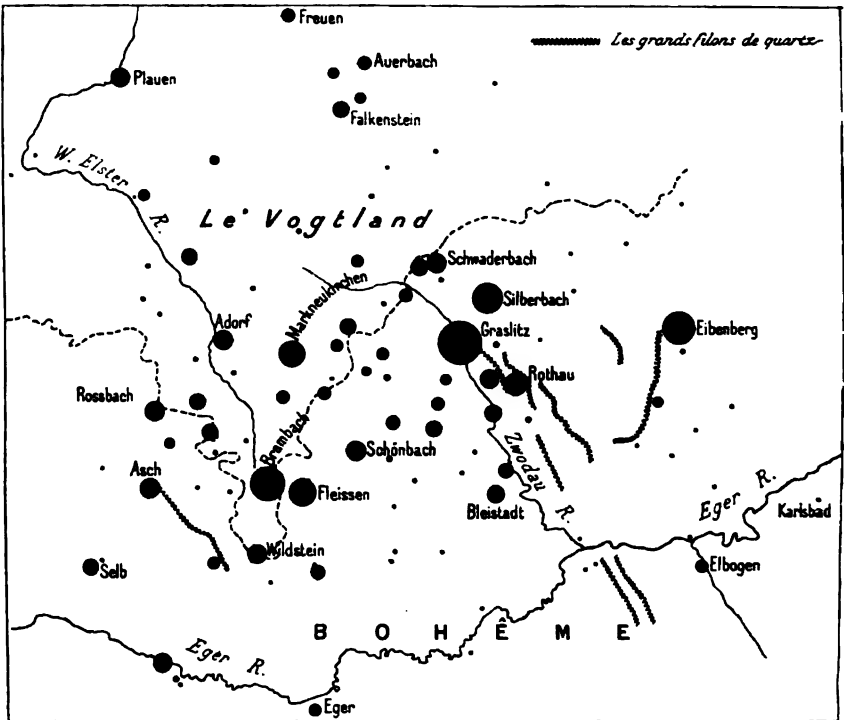 Freuen
Les grands filons de quartz
Auerbach
Plauen
Falkenstein
W. Elster R.
Le Vogtland
Schwaderbach
Markneukirchen
Silberbach
Adorf
Graslitz
Eibenberg
Rothau
Rossbach
Brambach
Schönbach
Zwodau R.
Asch
Fleissen
Bleistadt
Eger R.
Karlsbad
Wildstein
Selb
Elbogen
B O H Ê M E
Eger R.
Eger